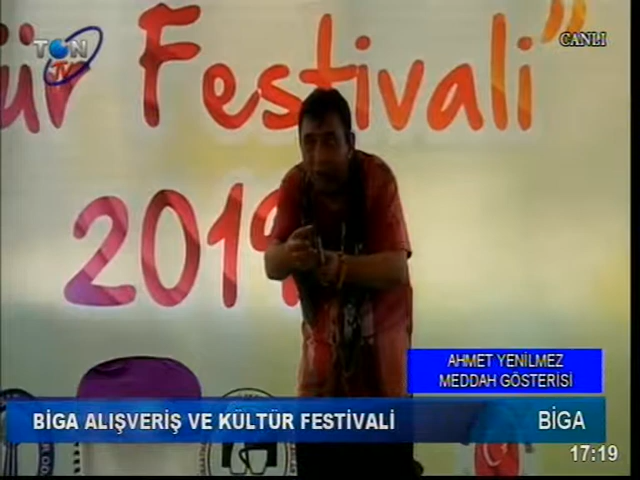 TON TV
CANLI
ür Festivali"
2019
AHMET YENİLMEZ
MEDDAH GÖSTERİSİ
BİGA ALIŞVERİŞ VE KÜLTÜR FESTİVALİ
BİGA
17:19